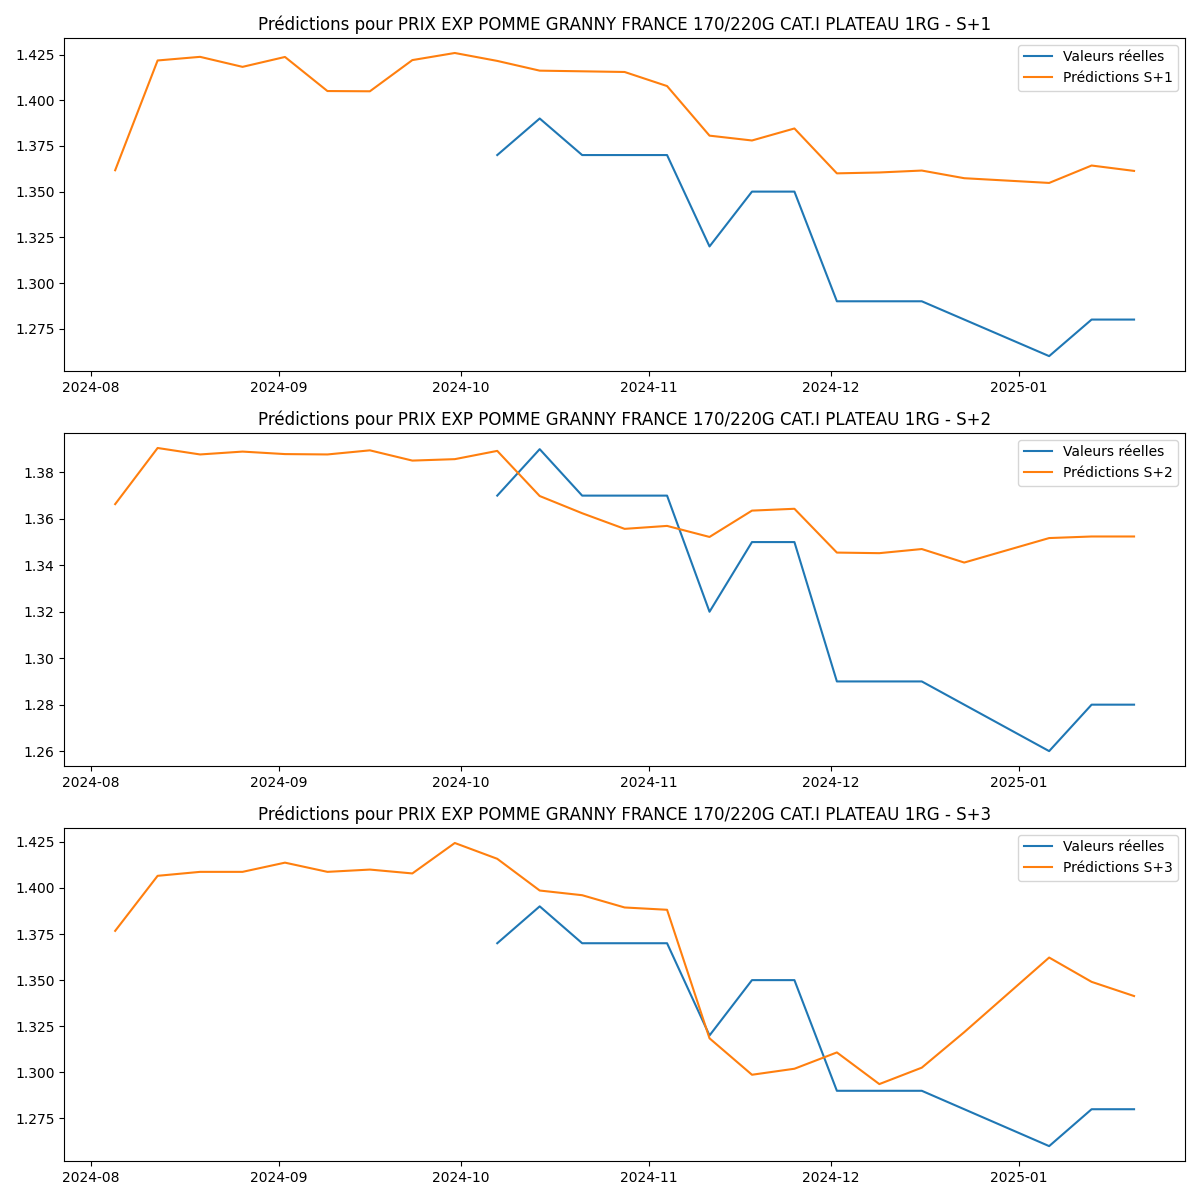 Prédictions pour PRIX EXP POMME GRANNY FRANCE 170/220G CAT.I PLATEAU 1RG - S+1
Valeurs réelles
Prédictions S+1
1.425
1.400
1.375
1.350
1.325
1.300
1.275
2024-08 2024-09 2024-10 2024-11 2024-12 2025-01
Prédictions pour PRIX EXP POMME GRANNY FRANCE 170/220G CAT.I PLATEAU 1RG - S+2
Valeurs réelles
Prédictions S+2
1.38
1.36
1.34
1.32
1.30
1.28
1.26
2024-08 2024-09 2024-10 2024-11 2024-12 2025-01
Prédictions pour PRIX EXP POMME GRANNY FRANCE 170/220G CAT.I PLATEAU 1RG - S+3
Valeurs réelles
Prédictions S+3
1.425
1.400
1.375
1.350
1.325
1.300
1.275
2024-08 2024-09 2024-10 2024-11 2024-12 2025-01